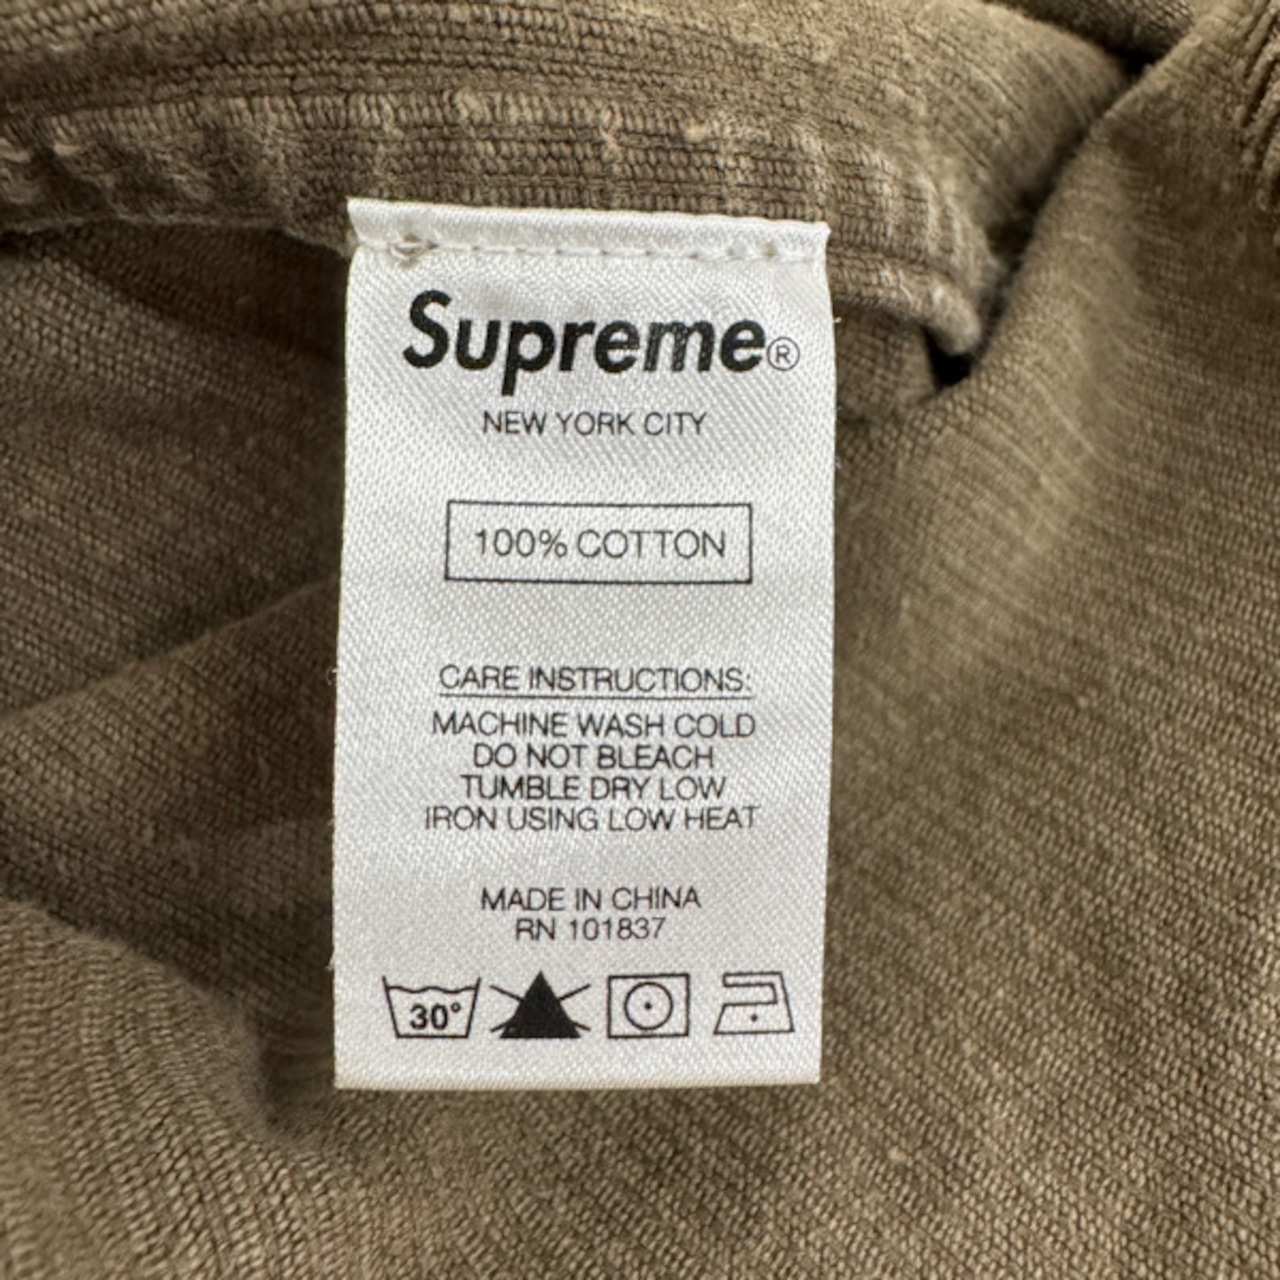 Supreme®
NEW YORK CITY
100% COTTON
CARE INSTRUCTIONS:
MACHINE WASH COLD
DO NOT BLEACH
TUMBLE DRY LOW
IRON USING LOW HEAT
MADE IN CHINA
RN 101837
30°